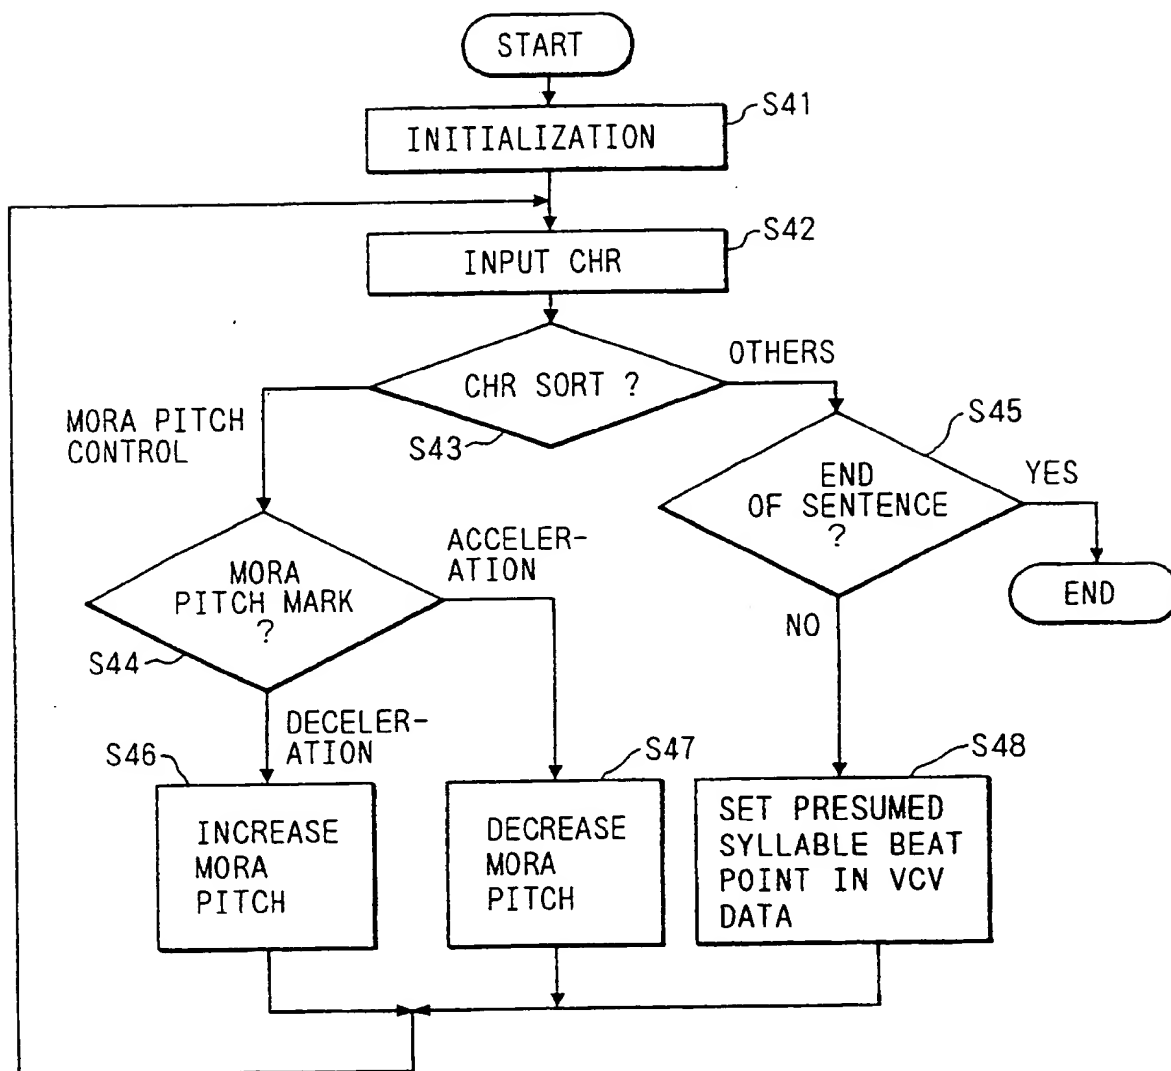 START
S41
INITIALIZATION
S42
INPUT CHR
OTHERS
CHR SORT ?
MORA PITCH
CONTROL
S43
S45
END
OF SENTENCE
?
YES
ACCELER-
ATION
MORA
PITCH MARK
?
END
NO
S44
DECELER-
ATION
S46
S47
S48
INCREASE
MORA
PITCH
DECREASE
MORA
PITCH
SET PRESUMED
SYLLABLE BEAT
POINT IN VCV
DATA